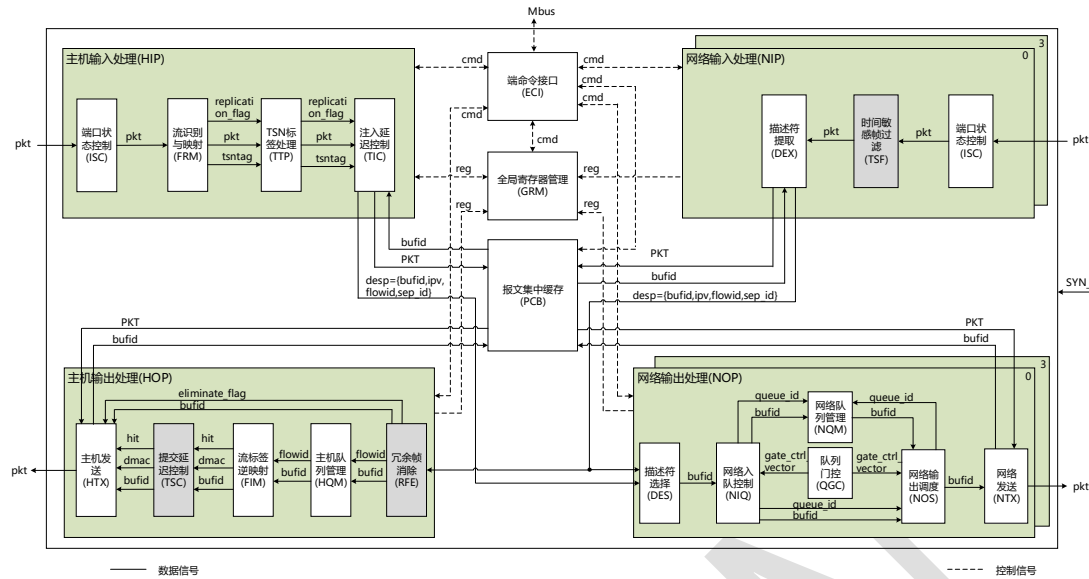 Mbus
主机输入处理(HIP)
端口状
态控制
(ISC)
流识别
与映射
(FRM)
TSN标
签处理
(TTP)
注入延
迟控制
(TIC)
pkt
pkt
replicati
on_flag
pkt
tsntag
replicati
on_flag
pkt
tsntag
cmd
cmd
cmd
cmd
cmd
cmd
cmd
端命令接口
(ECI)
全局寄存器管理
(GRM)
reg
reg
reg
reg
报文集中缓存
(PCB)
3
0
网络输入处理(NIP)
描述符
提取
(DEX)
pkt
时间敏
感帧过
滤
(TSF)
pkt
端口状
态控制
(ISC)
pkt
bufid
PKT
desp={bufid,ipv,
flowid,sep_id}
PKT
bufid
desp={bufid,ipv,
flowid,sep_id}
SYN_
PKT
bufid
PKT
bufid
主机输出处理(HOP)
eliminate_flag
bufid
主机发
送
(HTX)
hit
dmac
bufid
提交延
迟控制
(TSC)
hit
dmac
bufid
流标签
逆映射
(FIM)
flowid
bufid
主机队
列管理
(HQM)
flowid
bufid
冗余帧
消除
(RFE)
pkt
3
0
网络输出处理(NOP)
描述符
选择
(DES)
bufid
网络入
队控制
(NIQ)
queue_id
bufid
网络队
列管理
(NQM)
queue_id
bufid
gate_ctrl_
vector
队列
门控
(QGC)
gate_ctrl_
vector
queue_id
bufid
网络输
出调度
(NOS)
bufid
网络
发送
(NTX)
pkt
数据信号
控制信号